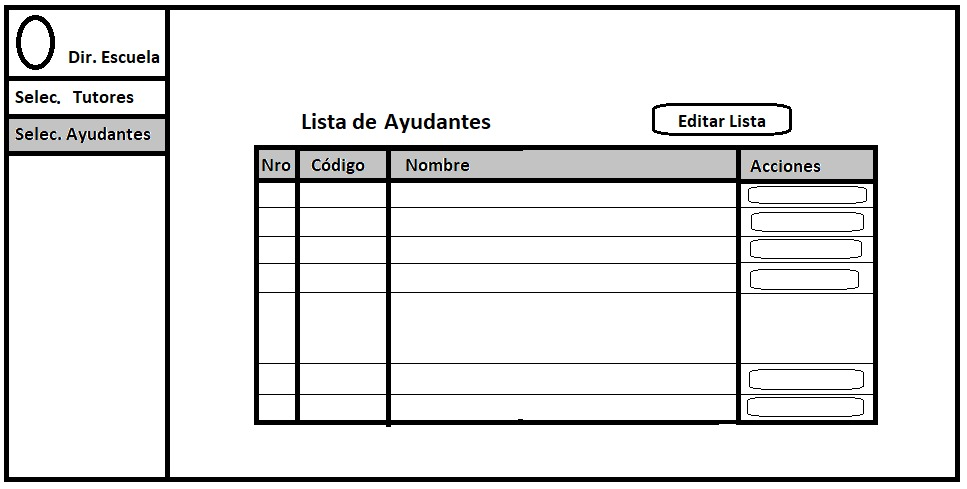 Dir. Escuela
Selec. Tutores
Selec. Ayudantes
Lista de Ayudantes
Editar Lista
Nro Código Nombre Acciones